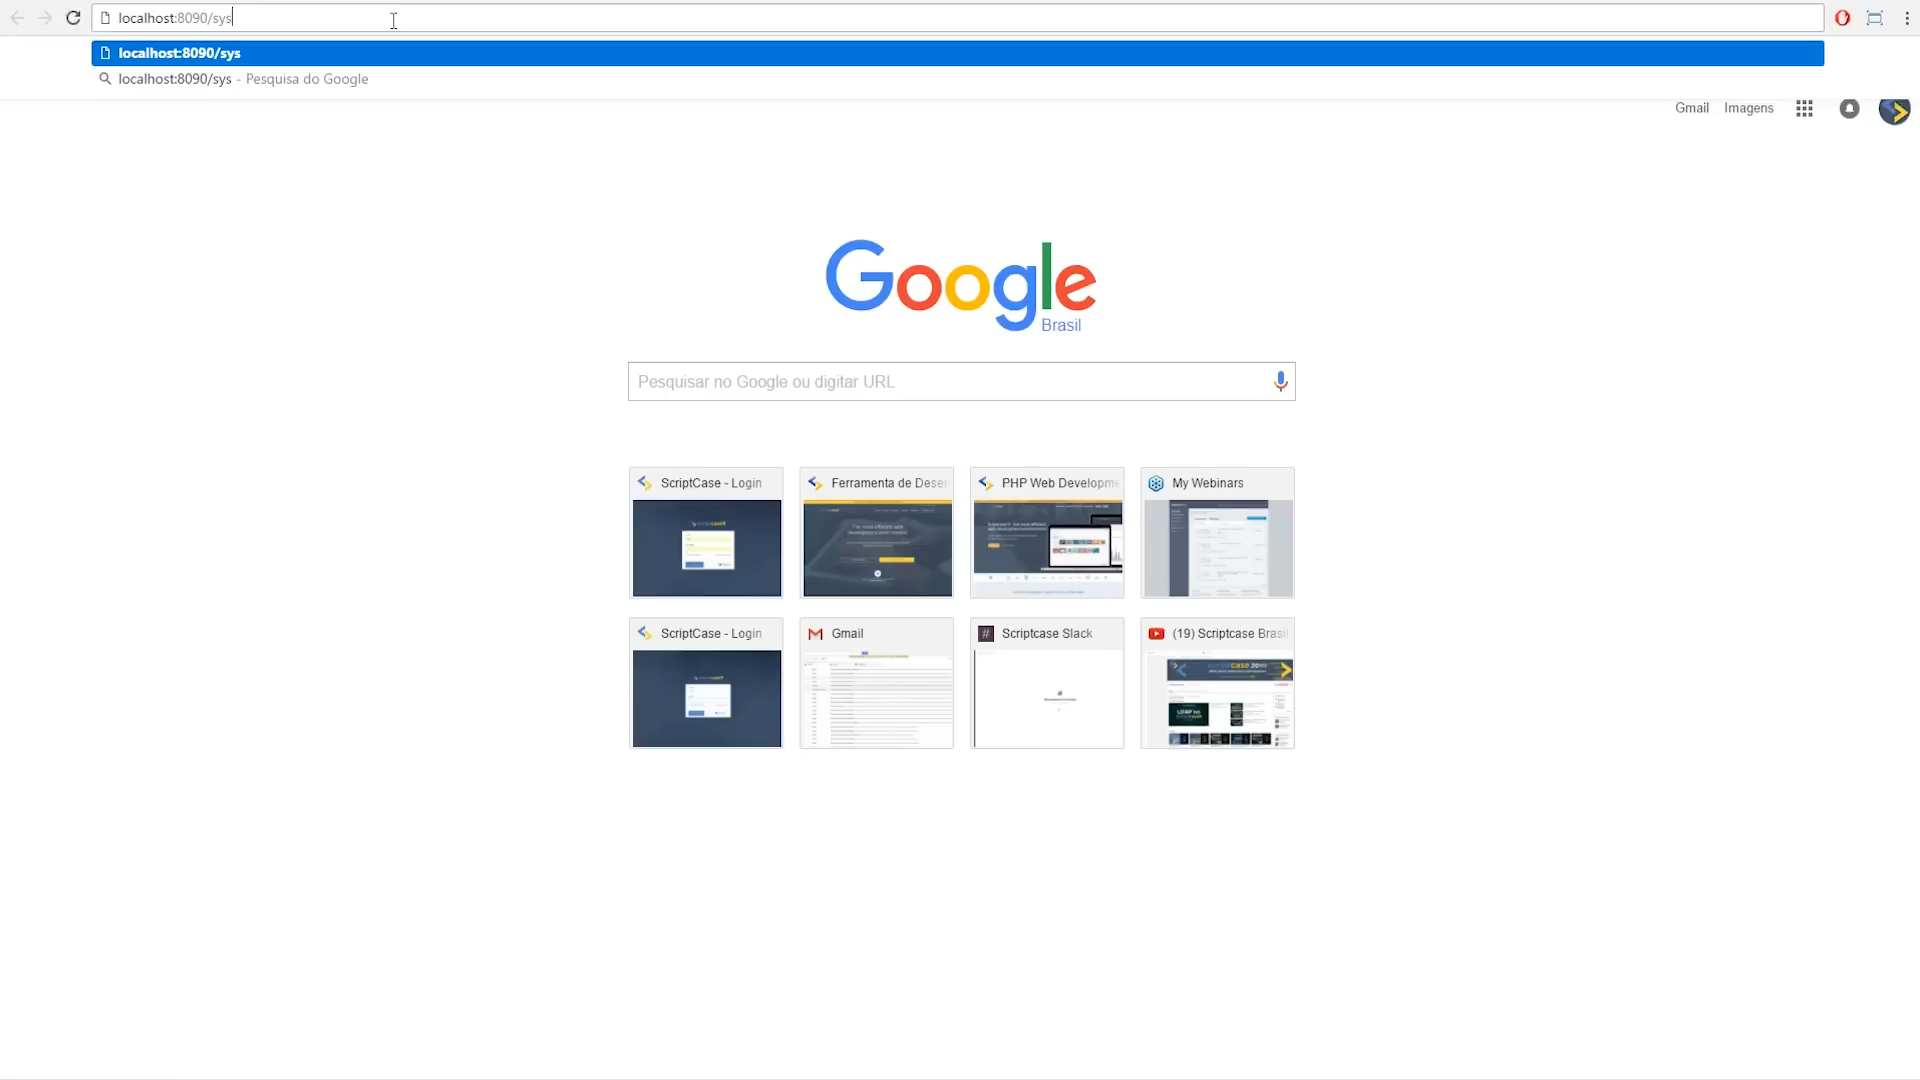 localhost:8090/sys
localhost:8090/sys
localhost:8090/sys - Pesquisa do Google
Gmail Imagens
Google
Brasil
Pesquisar no Google ou digitar URL
ScriptCase - Login
Ferramenta de Desen
PHP Web Developme
My Webinars
ScriptCase - Login
Gmail
Scriptcase Slack
(19) Scriptcase Brasil